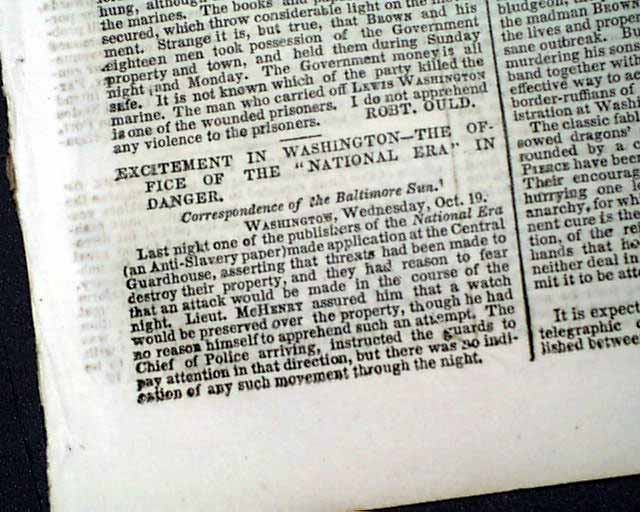 hung, although
the marines. The books and
secured, which throw considerable light on the
ment. Strange it is, but true, that BROWN and his
eighteen men took possession of the Government
property and town, and held them during Sunday
night and Monday. The Government money is all
safe. It is not known which of the party killed the
marine. The man who carried off LEWIS WASHINGTON
is one of the wounded prisoners. I do not apprehend
any violence to the prisoners. ROBT. OULD.
EXCITEMENT IN WASHINGTON—THE OF-
FICE OF THE "NATIONAL ERA" IN
DANGER.
Correspondence of the Baltimore Sun.
WASHINGTON, Wednesday, Oct. 19.
Last night one of the publishers of the National Era
(an Anti-Slavery paper) made application at the Central
Guardhouse, asserting that threats had been made to
destroy their property, and they had reason to fear
that an attack would be made in the course of the
night. Lieut. MCHENRY assured him that a watch
would be preserved over the property, though he had
no reason himself to apprehend such an attempt. The
Chief of Police arriving, instructed the guards to
pay attention in that direction, but there was no indi-
cation of any such movement through the night.
bludgeon,
the madman BROWN
the lives and prope
sane outbreak. Bu
murdering his son
band together with
effective way to a
border-ruffians of
istration at Wash
The classic fabl
sowed dragons'
rounded by a c
PIERCE have been
Their encourag
hurrying one
anarchy, for wh
nent cure is the
tion, of the rei
hands that he
neither deal in
mit it to be att
It is expect
telegraphic
lished betwee